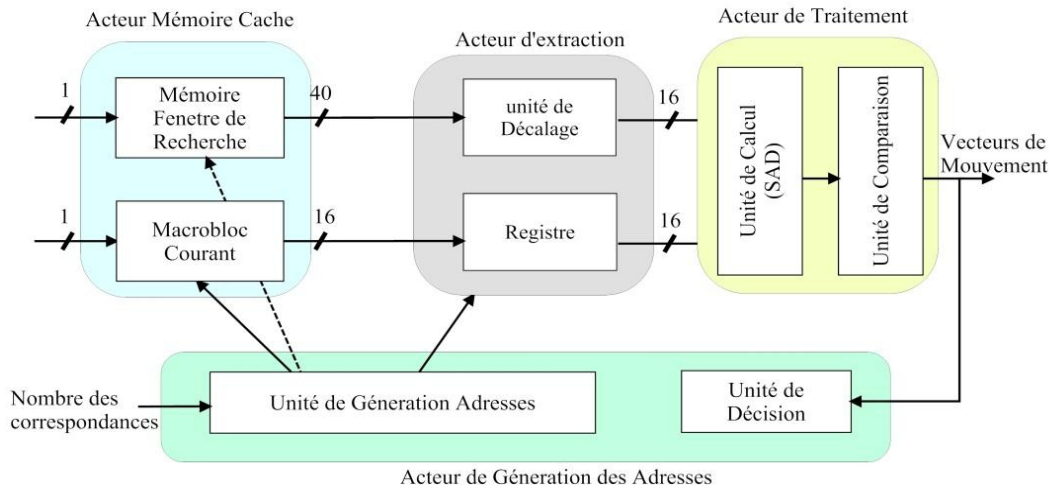 Acteur Mémoire Cache
Acteur d'extraction
Acteur de Traitement
1
Mémoire
Fenetre de
Recherche
40
unité de
Décalage
16
Unité de Calcul
(SAD)
Unité de Comparaison
Vecteurs de
Mouvement
1
Macrobloc
Courant
16
Registre
16
Nombre des
correspondances
Unité de Géneration Adresses
Unité de
Décision
Acteur de Géneration des Adresses